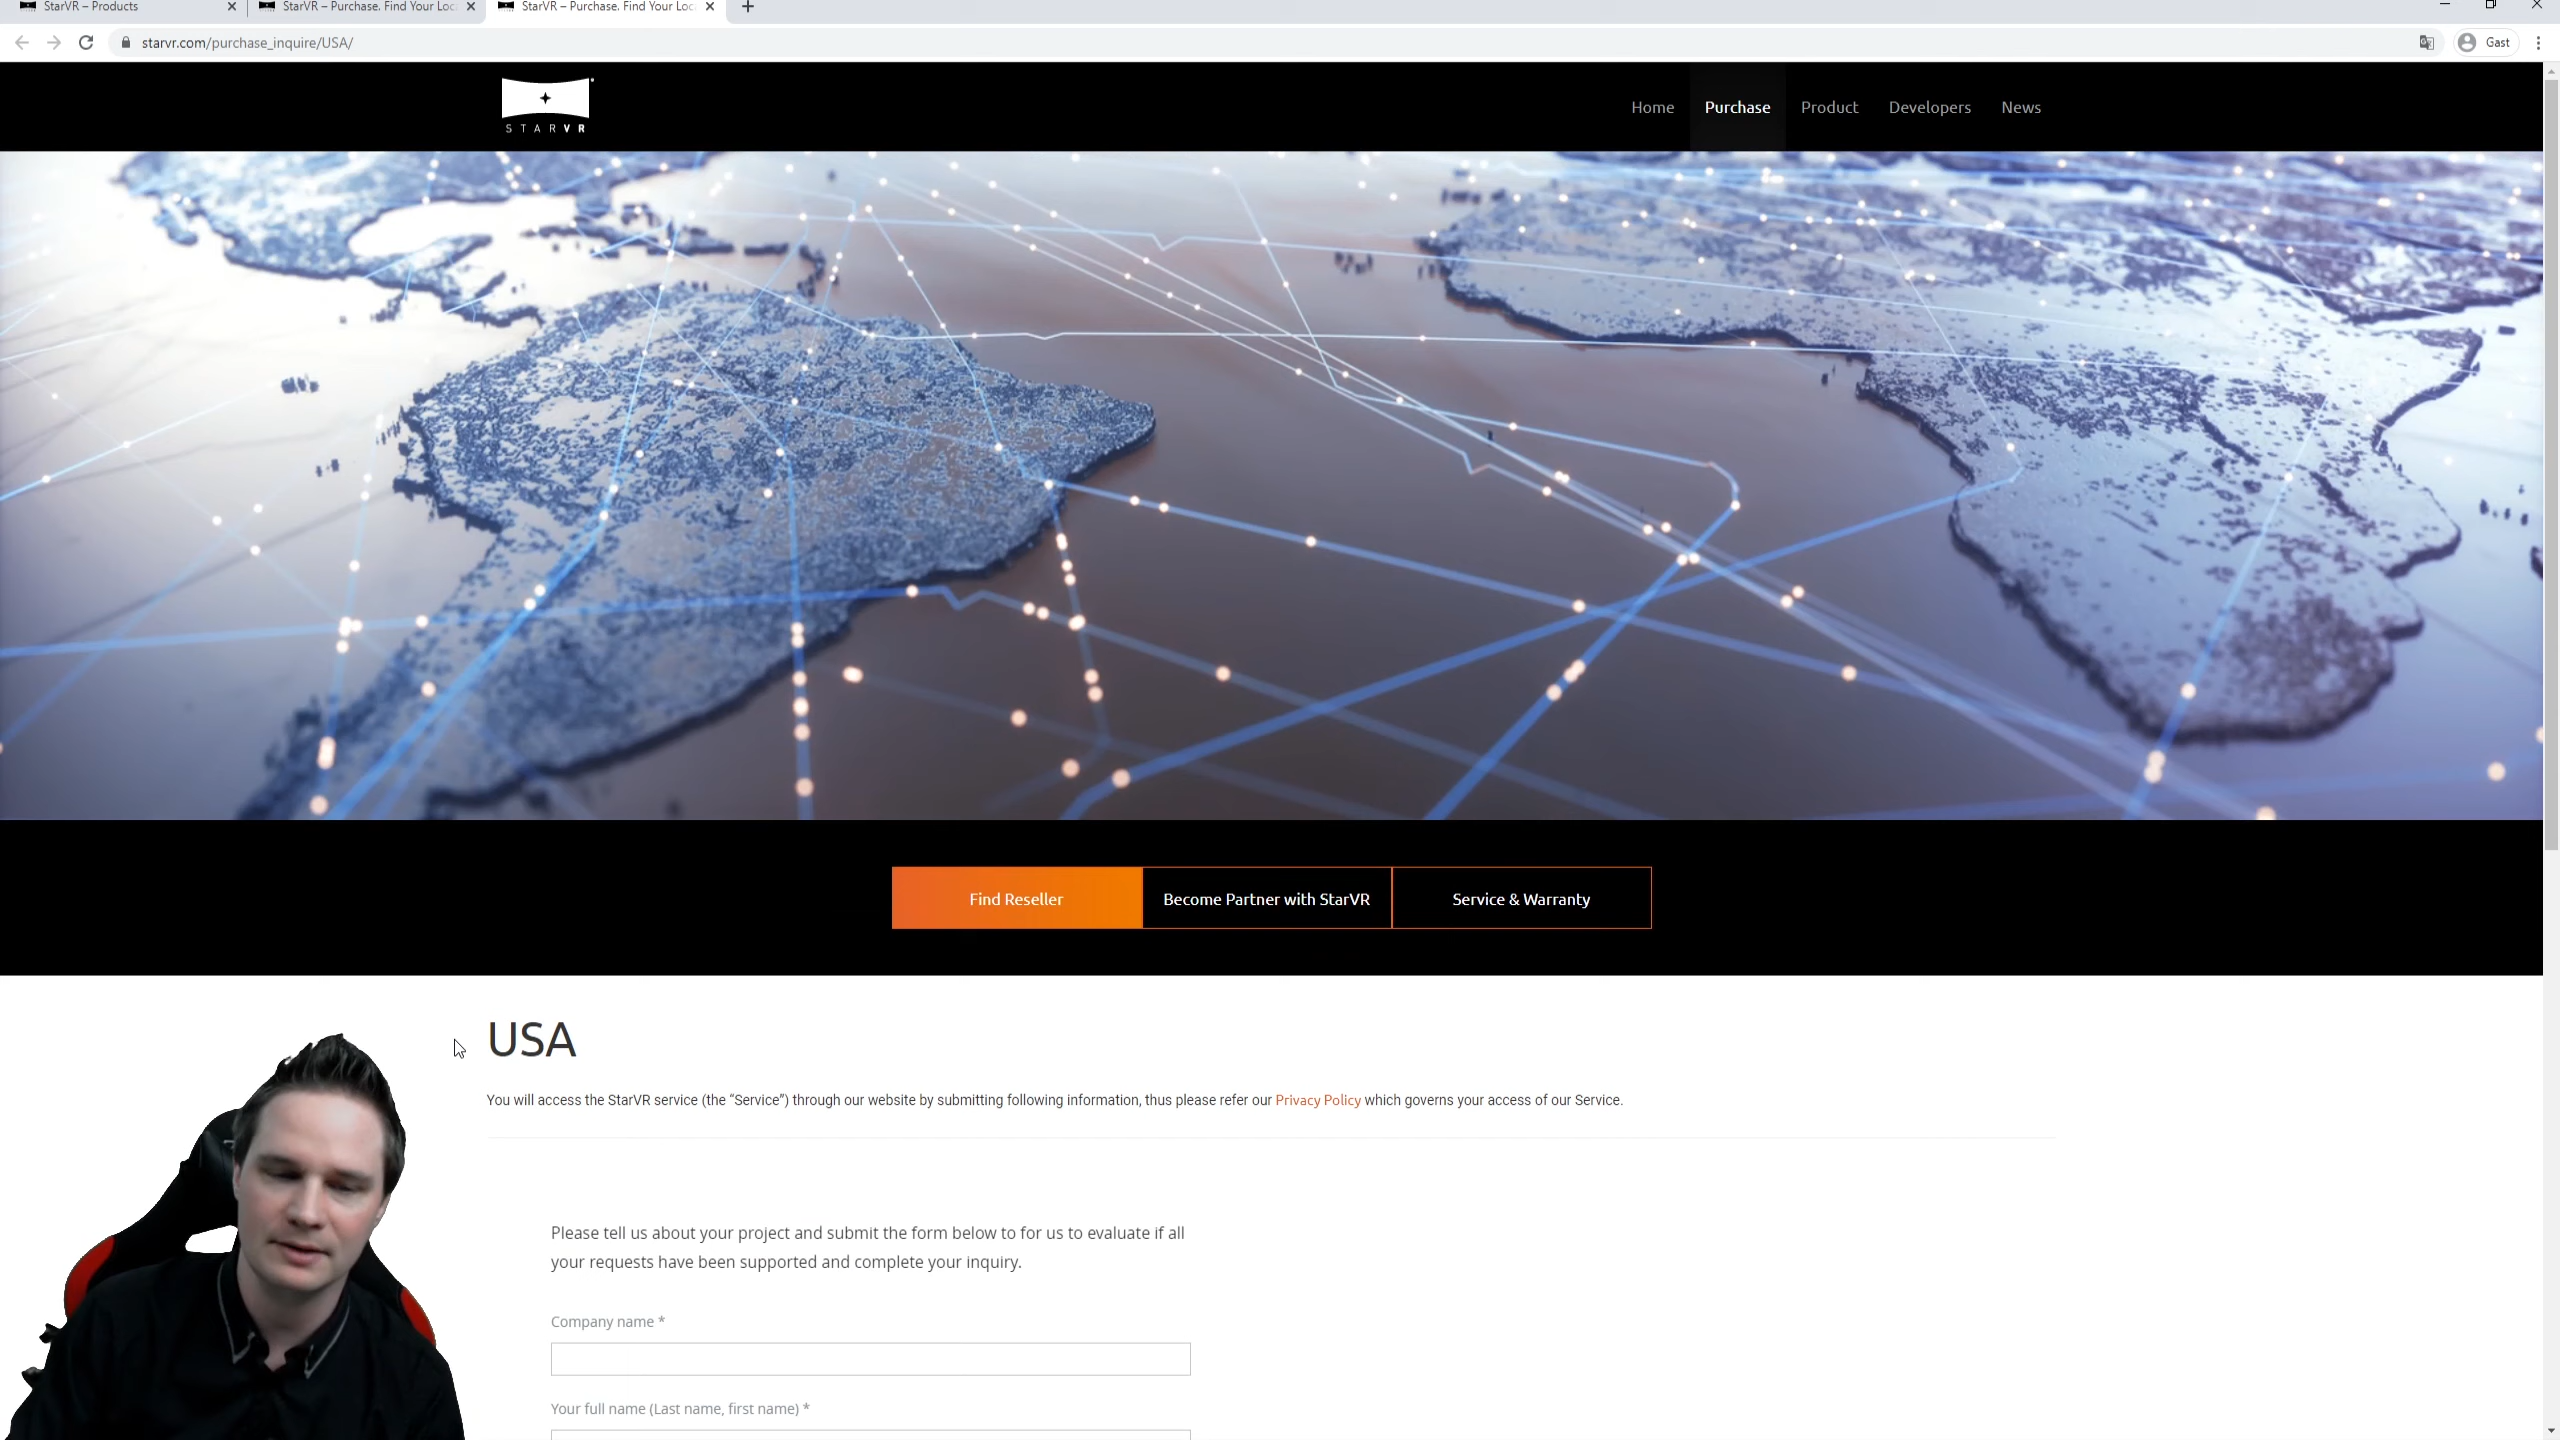 StarVR – Products
StarVR – Purchase. Find Your Loc
StarVR – Purchase. Find Your Loc
starvr.com/purchase_inquire/USA/
Gast
STARVR
Home
Purchase
Product
Developers
News
Find Reseller
Become Partner with StarVR
Service & Warranty
USA
You will access the StarVR service (the “Service”) through our website by submitting following information, thus please refer our Privacy Policy which governs your access of our Service.
Please tell us about your project and submit the form below to for us to evaluate if all
your requests have been supported and complete your inquiry.
Company name *
Your full name (Last name, first name) *